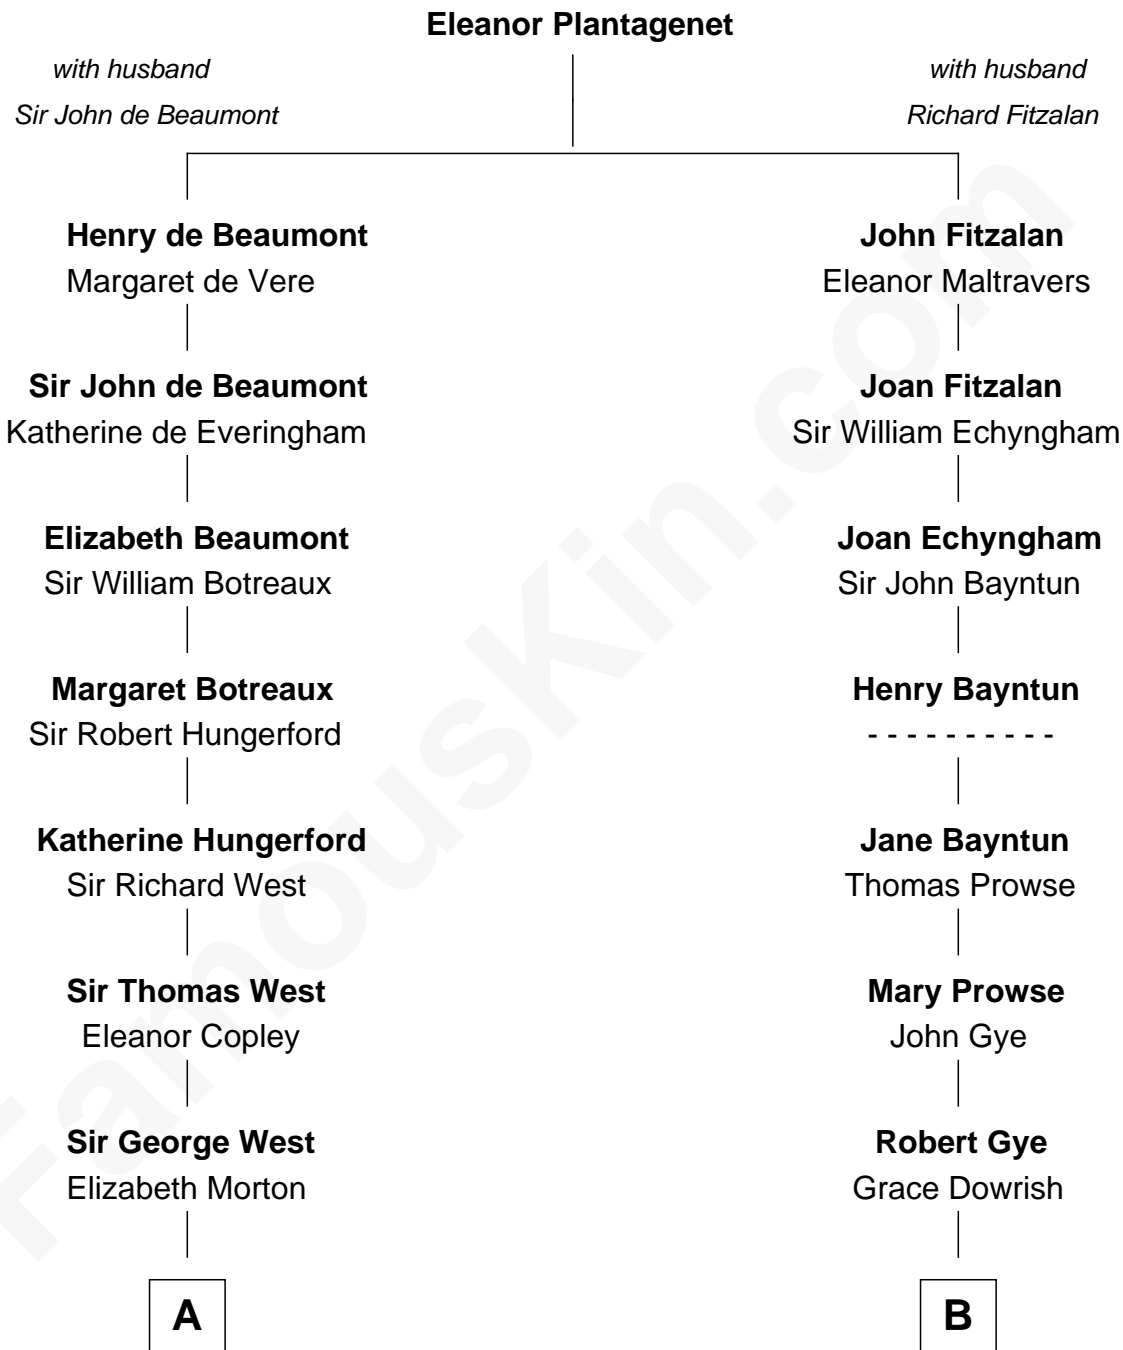 Eleanor Plantagenet
with husband
Sir John de Beaumont
with husband
Richard Fitzalan
Henry de Beaumont
Margaret de Vere
John Fitzalan
Eleanor Maltravers
Sir John de Beaumont
Katherine de Everingham
Joan Fitzalan
Sir William Echyngham
Elizabeth Beaumont
Sir William Botreaux
Joan Echyngham
Sir John Bayntun
Margaret Botreaux
Sir Robert Hungerford
Henry Bayntun
- - - - - - - - - -
Katherine Hungerford
Sir Richard West
Jane Bayntun
Thomas Prowse
Sir Thomas West
Eleanor Copley
Mary Prowse
John Gye
Sir George West
Elizabeth Morton
Robert Gye
Grace Dowrish
A
B
FamousKin.com